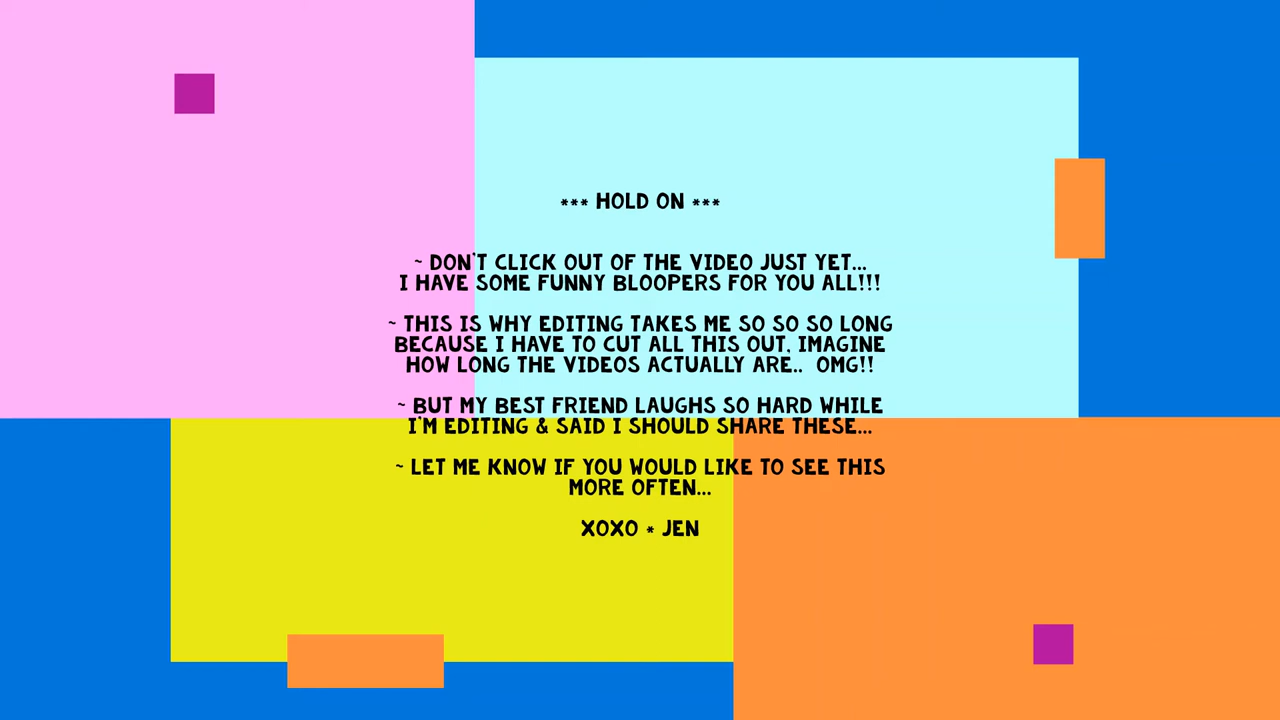 *** HOLD ON ***
~ DON'T CLICK OUT OF THE VIDEO JUST YET...
I HAVE SOME FUNNY BLOOPERS FOR YOU ALL!!!
~ THIS IS WHY EDITING TAKES ME SO SO SO LONG
BECAUSE I HAVE TO CUT ALL THIS OUT. IMAGINE
HOW LONG THE VIDEOS ACTUALLY ARE..  OMG!!
~ BUT MY BEST FRIEND LAUGHS SO HARD WHILE
I'M EDITING & SAID I SHOULD SHARE THESE...
~ LET ME KNOW IF YOU WOULD LIKE TO SEE THIS
MORE OFTEN...
XOXO * JEN